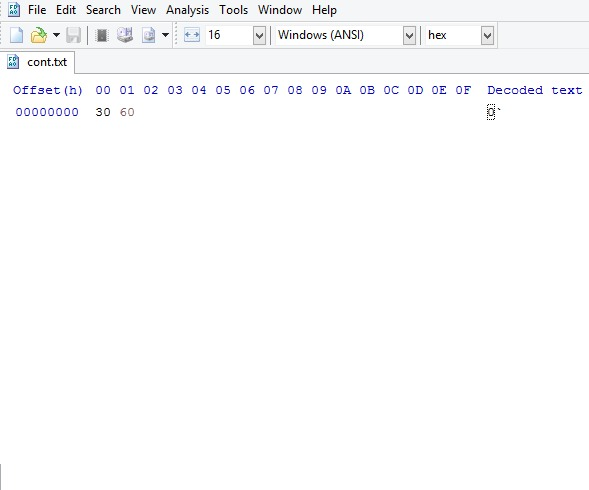 File Edit Search View Analysis Tools Window Help
16 Windows (ANSI) hex
cont.txt
Offset(h) 00 01 02 03 04 05 06 07 08 09 0A 0B 0C 0D 0E 0F Decoded text
00000000 30 60 0`